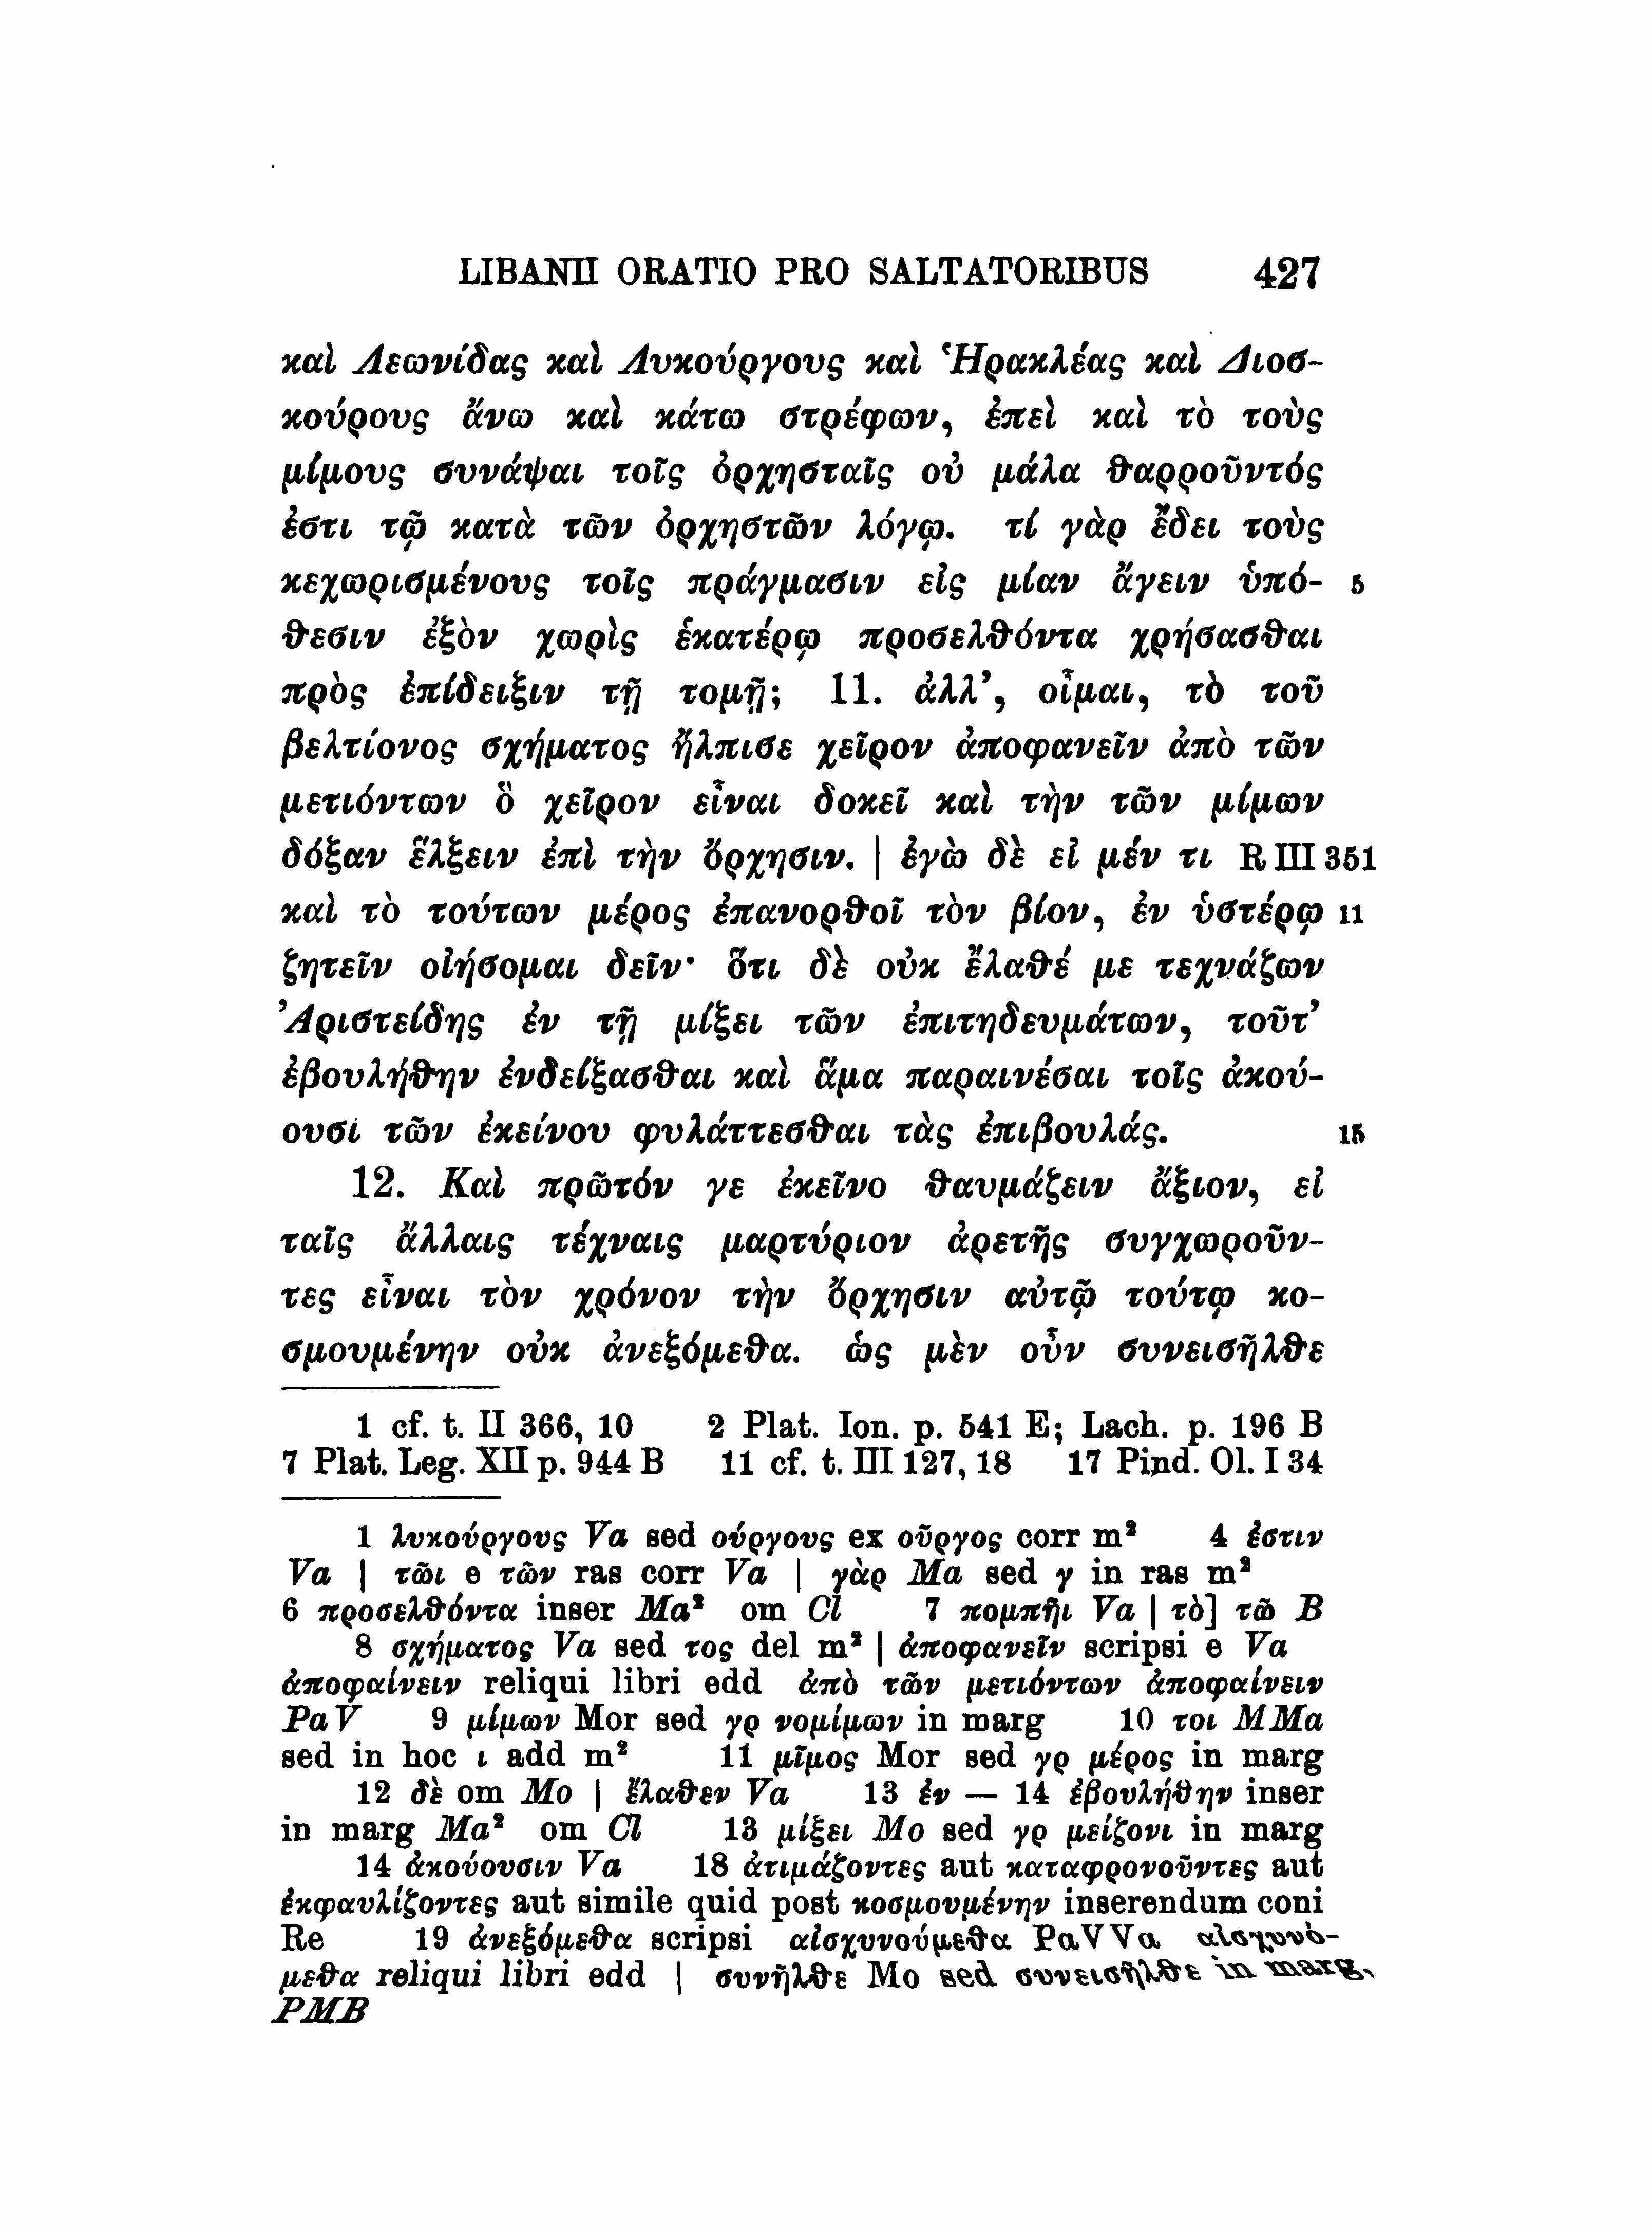 LIBANII ORATIO PRO SALTATORIBUS 427
καὶ Λεωνίδας καὶ Λυκούργους καὶ Ἡρακλέας καὶ Διοσ-
κούρους ἄνω καὶ κάτω στρέφων, ἐπεὶ καὶ τὸ τοὺς
μίμους συνάψαι τοῖς ὀρχησταῖς οὐ μάλα θαρροῦντός
ἐστι τῷ κατὰ τῶν ὀρχηστῶν λόγῳ. τί γὰρ ἔδει τοὺς
κεχωρισμένους τοῖς πράγμασιν εἰς μίαν ἄγειν ὑπό- 5
θεσιν ἐξὸν χωρὶς ἑκατέρῳ προσελθόντα χρήσασθαι
πρὸς ἐπίδειξιν τῇ τομῇ; 11. ἀλλ’, οἶμαι, τὸ τοῦ
βελτίονος σχήματος ἤλπισε χεῖρον ἀποφανεῖν ἀπὸ τῶν
μετιόντων ὃ χεῖρον εἶναι δοκεῖ καὶ τὴν τῶν μίμων
δόξαν ἕλξειν ἐπὶ τὴν ὄρχησιν. | ἐγὼ δὲ εἰ μέν τι R III 351
καὶ τὸ τούτων μέρος ἐπανορθοῖ τὸν βίον, ἐν ὑστέρῳ 11
ζητεῖν οἰήσομαι δεῖν· ὅτι δὲ οὐκ ἔλαθέ με τεχνάζων
Ἀριστείδης ἐν τῇ μίξει τῶν ἐπιτηδευμάτων, τοῦτ’
ἐβουλήθην ἐνδείξασθαι καὶ ἅμα παραινέσαι τοῖς ἀκού-
ουσι τῶν ἐκείνου φυλάττεσθαι τὰς ἐπιβουλάς. 15
12. Καὶ πρῶτόν γε ἐκεῖνο θαυμάζειν ἄξιον, εἰ
ταῖς ἄλλαις τέχναις μαρτύριον ἀρετῆς συγχωροῦν-
τες εἶναι τὸν χρόνον τὴν ὄρχησιν αὐτῷ τούτῳ κο-
σμουμένην οὐκ ἀνεξόμεθα. ὡς μὲν οὖν συνεισῆλθε
1 cf. t. II 366, 10 2 Plat. Ion. p. 541 E; Lach. p. 196 B
7 Plat. Leg. XII p. 944 B 11 cf. t. III 127, 18 17 Pind. Ol. I 34
1 λυκούργους Va sed ούργους ex οῦργος corr m² 4 ἐστιν
Va | τῶι e τῶν ras corr Va | γὰρ Ma sed γ in ras m²
6 προσελθόντα inser Ma² om Cl 7 πομπῆι Va | τὸ] τῶ B
8 σχήματος Va sed τος del m² | ἀποφανεῖν scripsi e Va
ἀποφαίνειν reliqui libri edd ἀπὸ τῶν μετιόντων ἀποφαίνειν
PaV 9 μίμων Mor sed γρ νομίμων in marg 10 τοι MMa
sed in hoc ι add m² 11 μῖμος Mor sed γρ μέρος in marg
12 δὲ om Mo | ἔλαθεν Va 13 ἐν — 14 ἐβουλήθην inser
in marg Ma² om Cl 13 μίξει Mo sed γρ μείζονι in marg
14 ἀκούουσιν Va 18 ἀτιμάζοντες aut καταφρονοῦντες aut
ἐκφαυλίζοντες aut simile quid post κοσμουμένην inserendum coni
Re 19 ἀνεξόμεθα scripsi αἰσχυνούμεθα PaVVa αἰσχυνό-
μεθα reliqui libri edd | συνῆλθε Mo sed συνεισῆλθε in marg.
PMB